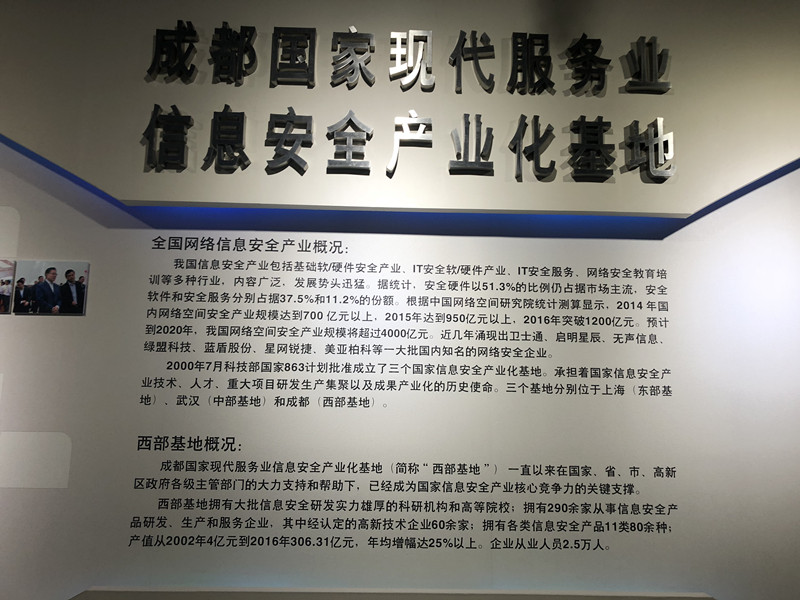 成都国家现代服务业
信息安全产业化基地
全国网络信息安全产业概况：
我国信息安全产业包括基础软/硬件安全产业、IT安全软/硬件产业、IT安全服务、网络安全教育培
训等多种行业，内容广泛，发展势头迅猛。据统计，安全硬件以51.3%的比例仍占据市场主流，安全
软件和安全服务分别占据37.5%和11.2%的份额。根据中国网络空间研究院统计测算显示，2014 年国
内网络空间安全产业规模达到700 亿元以上，2015年达到950亿元以上，2016年突破1200亿元。预计
到2020年，我国网络空间安全产业规模将超过4000亿元。近几年涌现出卫士通、启明星辰、无声信息、
绿盟科技、蓝盾股份、星网锐捷、美亚柏科等一大批国内知名的网络安全企业。
2000年7月科技部国家863计划批准成立了三个国家信息安全产业化基地。承担着国家信息安全产
业技术、人才、重大项目研发生产集聚以及成果产业化的历史使命。三个基地分别位于上海（东部基
地）、武汉（中部基地）和成都（西部基地）。
西部基地概况：
成都国家现代服务业信息安全产业化基地（简称“西部基地”）一直以来在国家、省、市、高新
区政府各级主管部门的大力支持和帮助下，已经成为国家信息安全产业核心竞争力的关键支撑。
西部基地拥有大批信息安全研发实力雄厚的科研机构和高等院校；拥有290余家从事信息安全产
品研发、生产和服务企业，其中经认定的高新技术企业60余家；拥有各类信息安全产品11类80余种；
产值从2002年4亿元到2016年306.31亿元，年均增幅达25%以上。企业从业人员2.5万人。